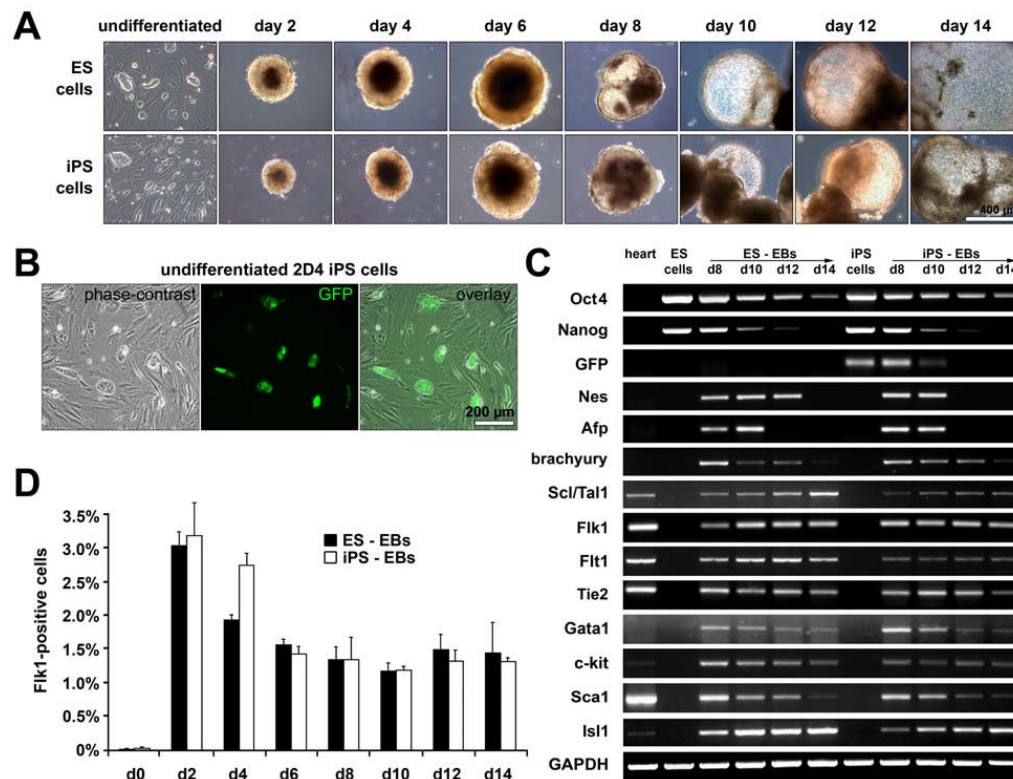 A
undifferentiated day 2 day 4 day 6 day 8 day 10 day 12 day 14
ES
cells
iPS
cells
400 µm
B
undifferentiated 2D4 iPS cells
phase-contrast GFP overlay
200 µm
C
heart ES cells ES - EBs iPS cells iPS - EBs
d8 d10 d12 d14 d8 d10 d12 d14
Oct4
Nanog
GFP
Nes
Afp
brachyury
Scl/Tal1
Flk1
Flt1
Tie2
Gata1
c-kit
Sca1
Isl1
GAPDH
D
Flk1-positive cells
3.5%
3.0%
2.5%
2.0%
1.5%
1.0%
0.5%
0%
ES - EBs
iPS - EBs
d0 d2 d4 d6 d8 d10 d12 d14